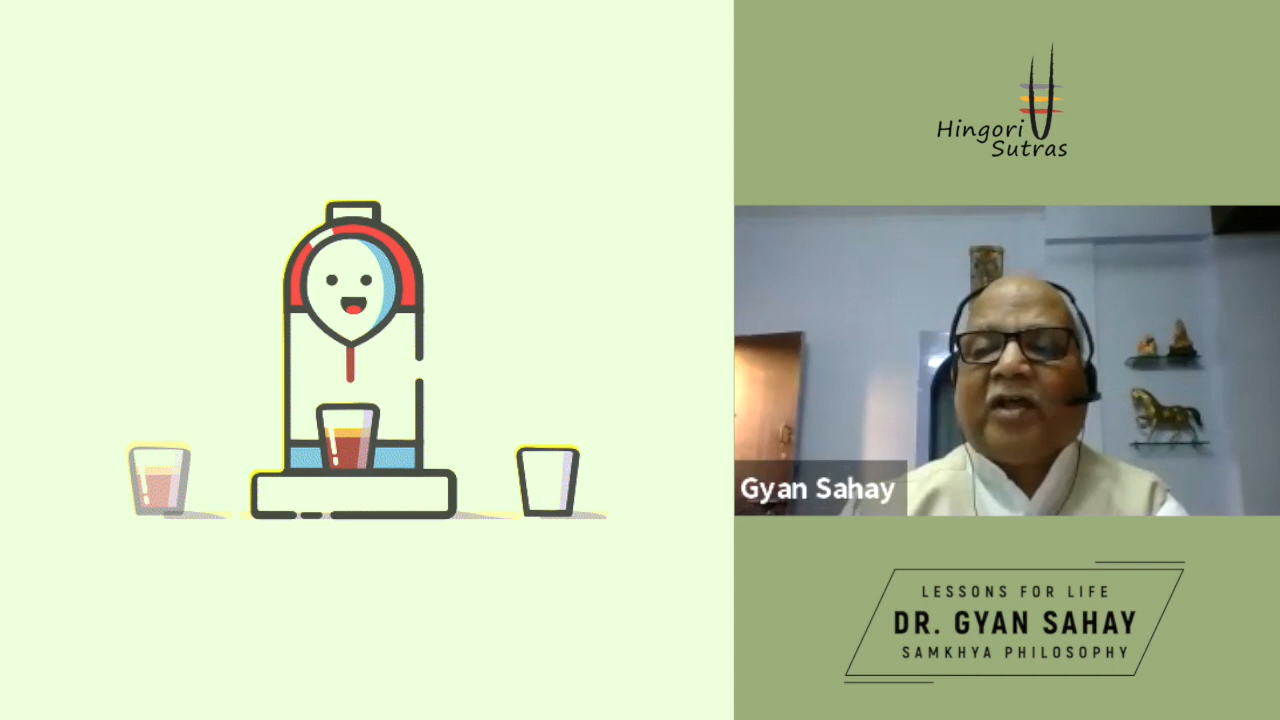 Hingori
Sutras
Gyan Sahay
LESSONS FOR LIFE
DR. GYAN SAHAY
SAMKHYA PHILOSOPHY